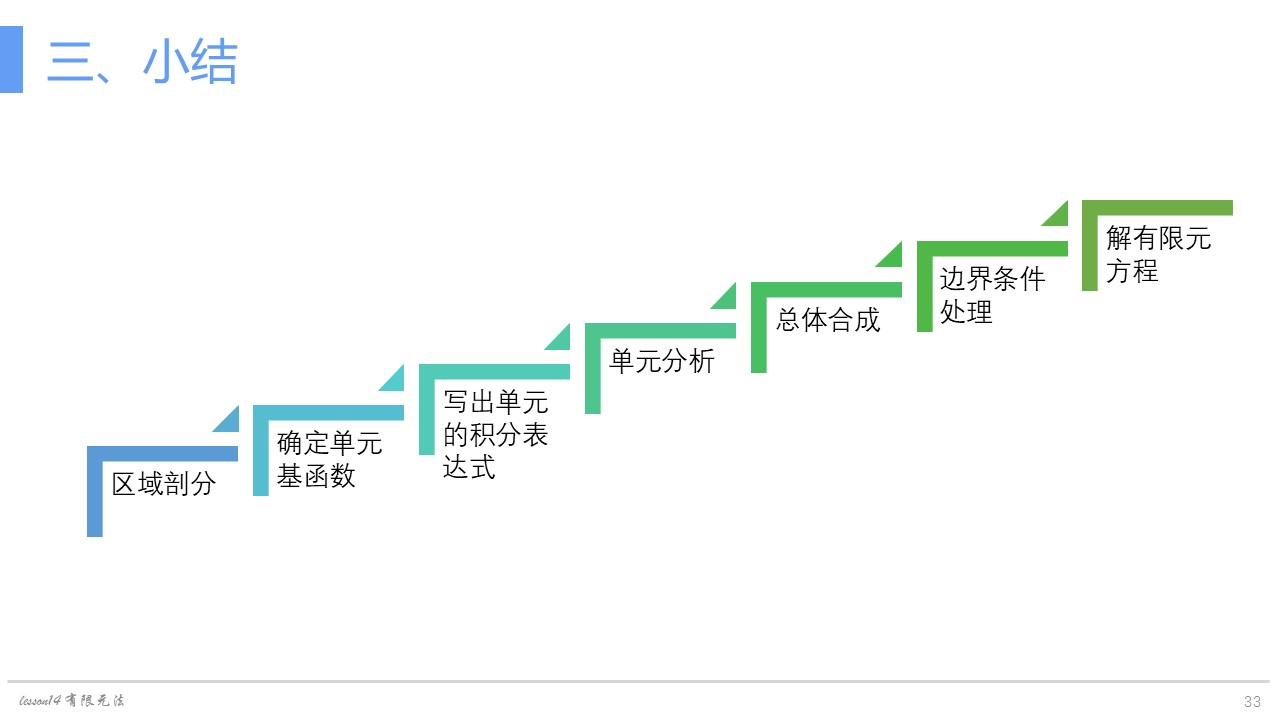 三、小结
区域剖分
确定单元
基函数
写出单元
的积分表
达式
单元分析
总体合成
边界条件
处理
解有限元
方程
lesson14 有限元法
33